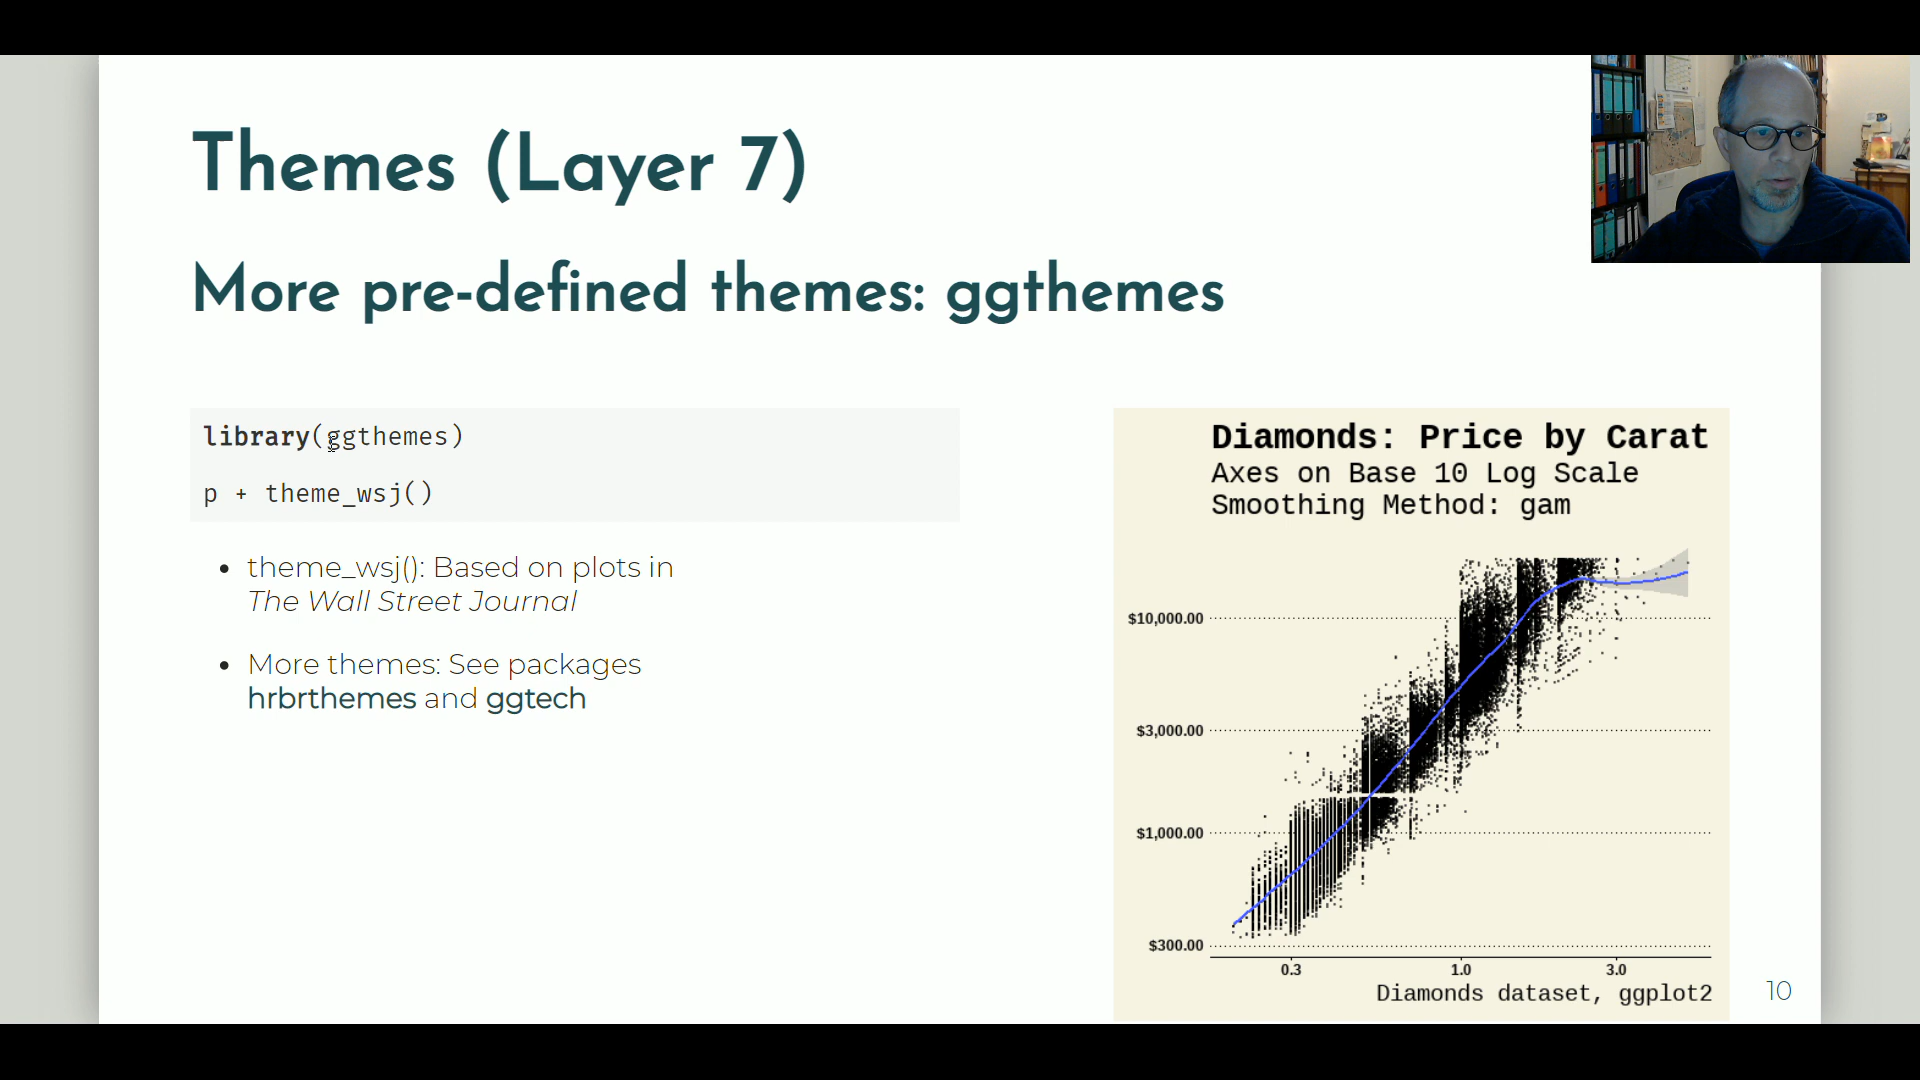 Themes (Layer 7)
More pre-defined themes: ggthemes
library(ggthemes)
p + theme_wsj()
• theme_wsj(): Based on plots in
The Wall Street Journal
• More themes: See packages
hrbrthemes and ggtech
Diamonds: Price by Carat
Axes on Base 10 Log Scale
Smoothing Method: gam
$10,000.00
$3,000.00
$1,000.00
$300.00
0.3 1.0 3.0
Diamonds dataset, ggplot2
10